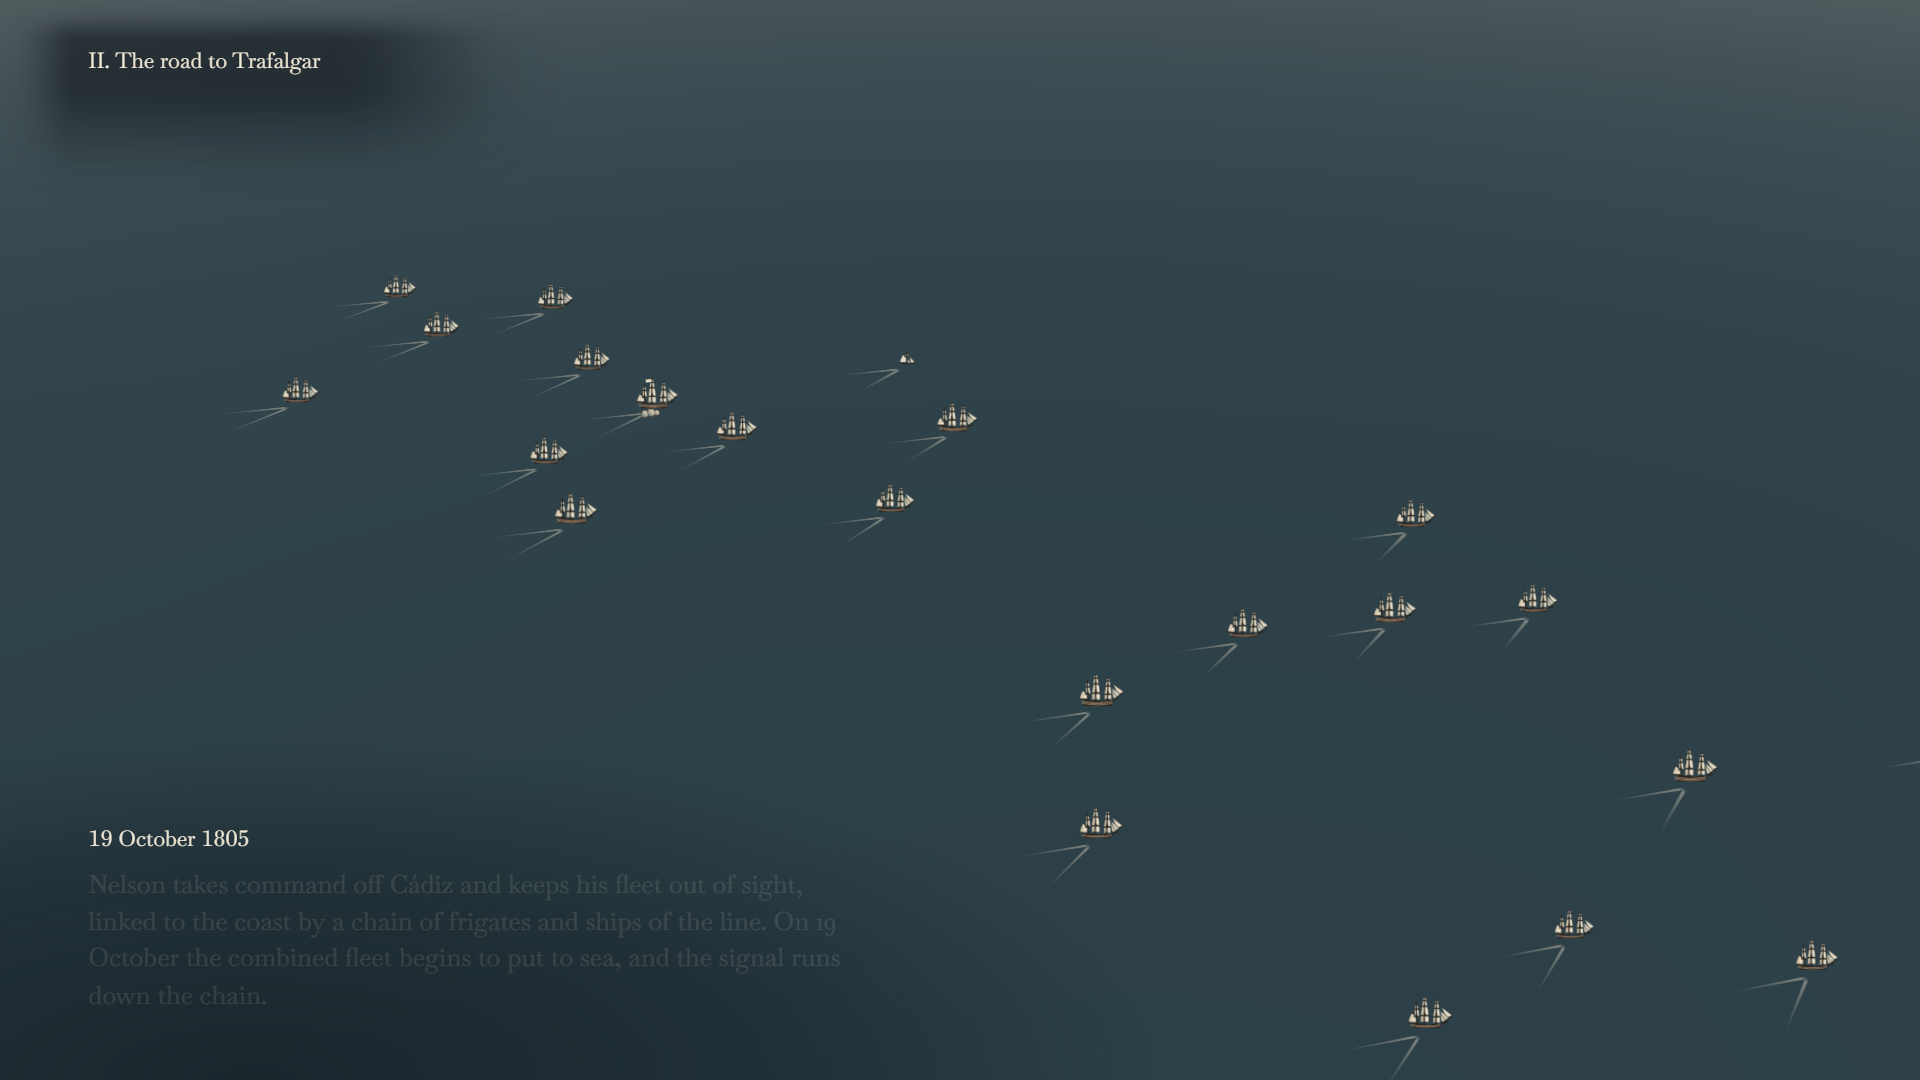 II. The road to Trafalgar
19 October 1805
Nelson takes command off Cádiz and keeps his fleet out of sight,
linked to the coast by a chain of frigates and ships of the line. On 19
October the combined fleet begins to put to sea, and the signal runs
down the chain.